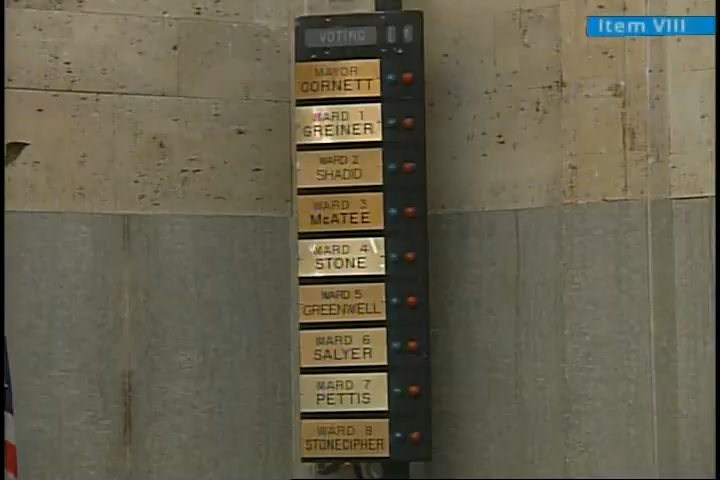 Item VIII
VOTING
MAYOR
CORNETT
WARD 1
GREINER
WARD 2
SHADID
WARD 3
McATEE
WARD 4
STONE
WARD 5
GREENWELL
WARD 6
SALYER
WARD 7
PETTIS
WARD 8
STONECIPHER